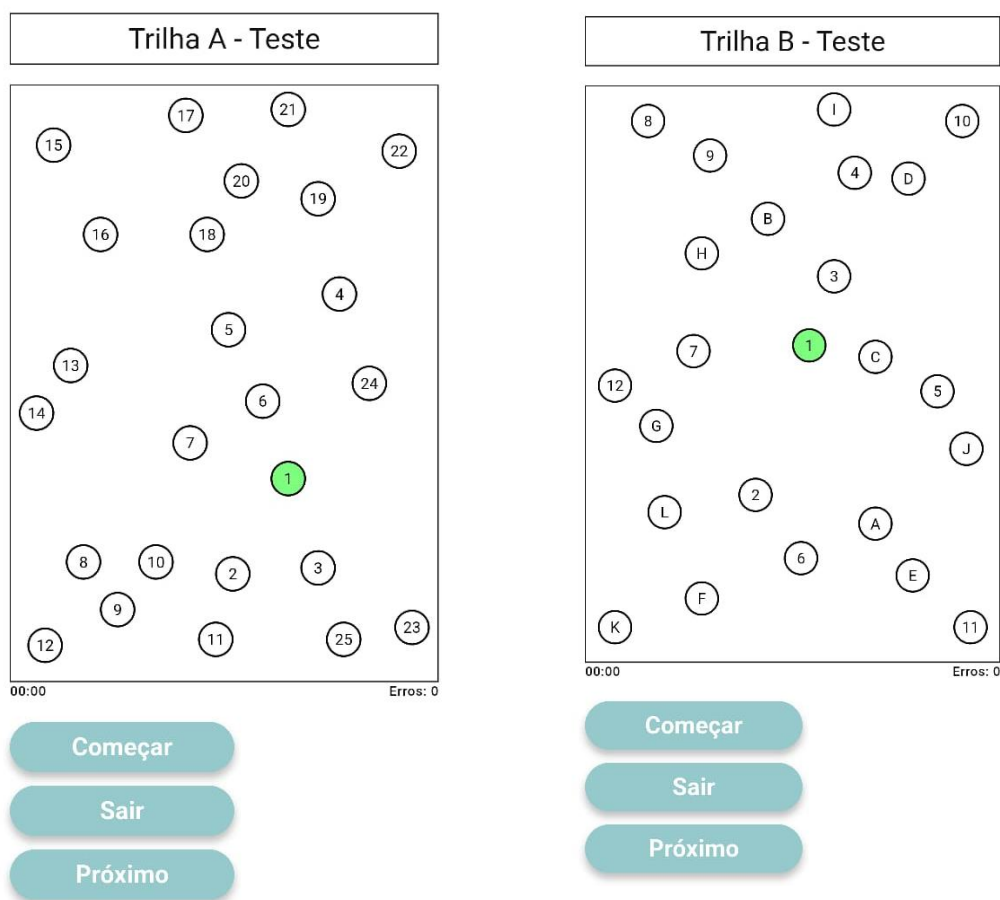 Trilha A - Teste
17
21
15
22
20
19
16
18
4
5
13
24
6
14
7
1
8
10
2
3
9
12
11
25
23
00:00
Erros: 0
Começar
Sair
Próximo
Trilha B - Teste
I
8
10
9
4
D
B
H
3
1
7
C
12
5
G
J
2
L
A
6
E
F
K
11
00:00
Erros: 0
Começar
Sair
Próximo